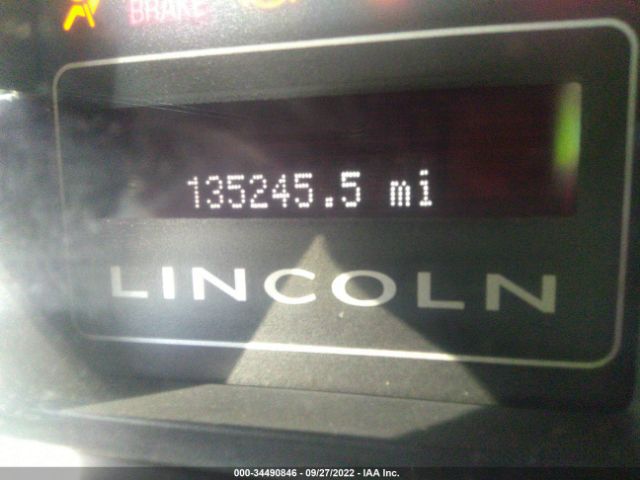 BRAKE
135245.5 mi
LINCOLN
000-34490846 - 09/27/2022 - IAA Inc.